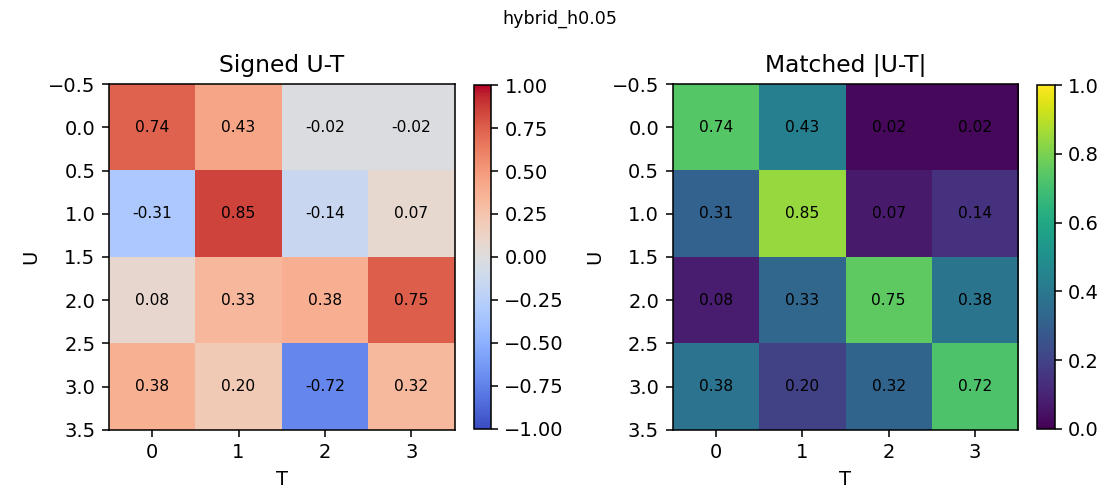 hybrid_h0.05
Signed U-T
Matched |U-T|
−0.5
0.0
0.5
1.0
1.5
2.0
2.5
3.0
3.5
U
0.74 0.43 -0.02 -0.02
-0.31 0.85 -0.14 0.07
0.08 0.33 0.38 0.75
0.38 0.20 -0.72 0.32
0 1 2 3
T
1.00
0.75
0.50
0.25
0.00
−0.25
−0.50
−0.75
−1.00
−0.5
0.0
0.5
1.0
1.5
2.0
2.5
3.0
3.5
U
0.74 0.43 0.02 0.02
0.31 0.85 0.07 0.14
0.08 0.33 0.75 0.38
0.38 0.20 0.32 0.72
0 1 2 3
T
1.0
0.8
0.6
0.4
0.2
0.0